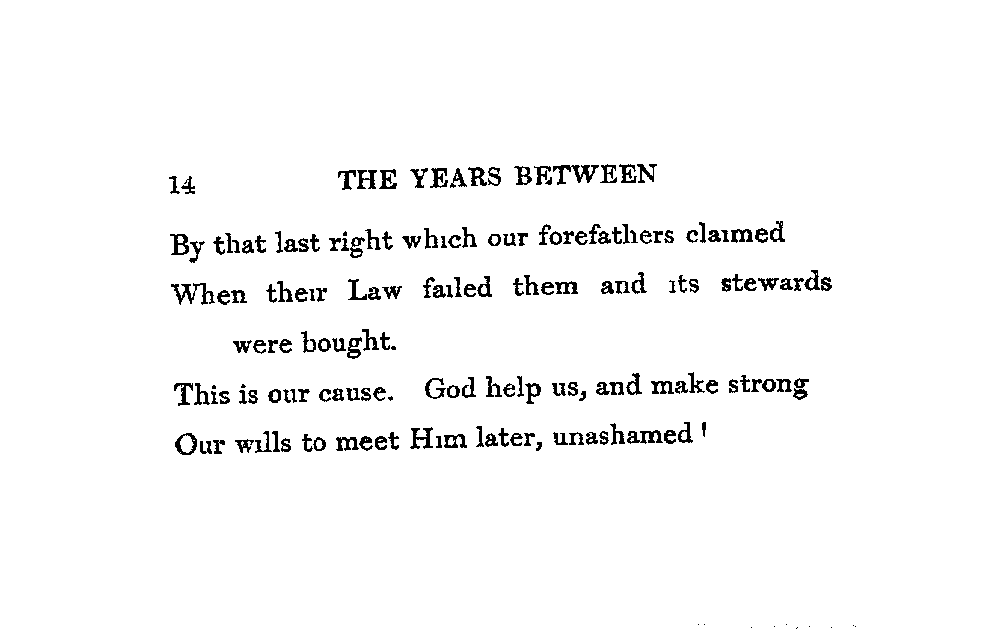 14 THE YEARS BETWEEN
By that last right which our forefathers claimed
When their Law failed them and its stewards
were bought.
This is our cause. God help us, and make strong
Our wills to meet Him later, unashamed!